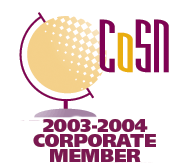 CoSN
2003-2004
CORPORATE
MEMBER